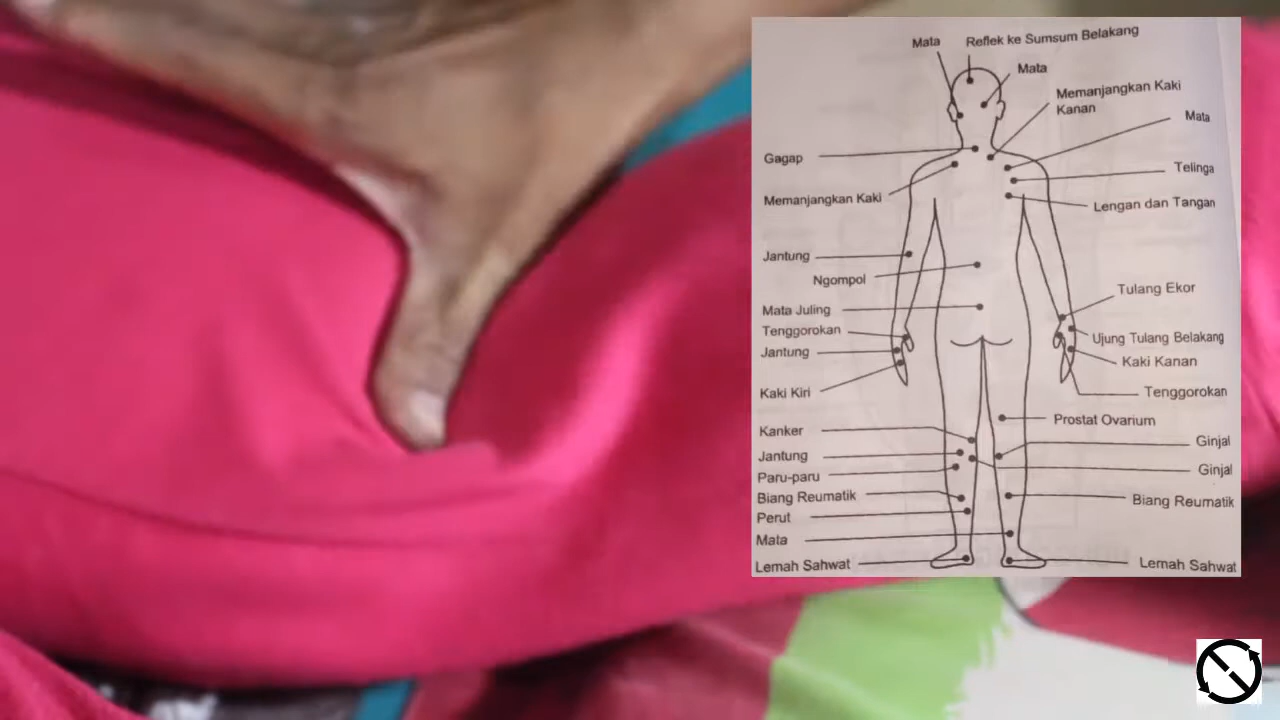 Mata
Reflek ke Sumsum Belakang
Mata
Memanjangkan Kaki
Kanan
Mata
Gagap
Telinga
Memanjangkan Kaki
Lengan dan Tangan
Jantung
Ngompol
Tulang Ekor
Mata Juling
Tenggorokan
Ujung Tulang Belakang
Jantung
Kaki Kanan
Kaki Kiri
Tenggorokan
Prostat Ovarium
Kanker
Ginjal
Jantung
Ginjal
Paru-paru
Biang Reumatik
Biang Reumatik
Perut
Mata
Lemah Sahwat
Lemah Sahwat